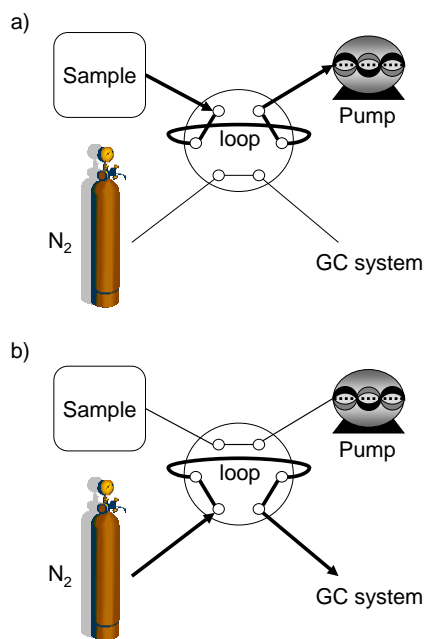 a)
Sample
Pump
loop
N₂
GC system
b)
Sample
Pump
loop
N₂
GC system